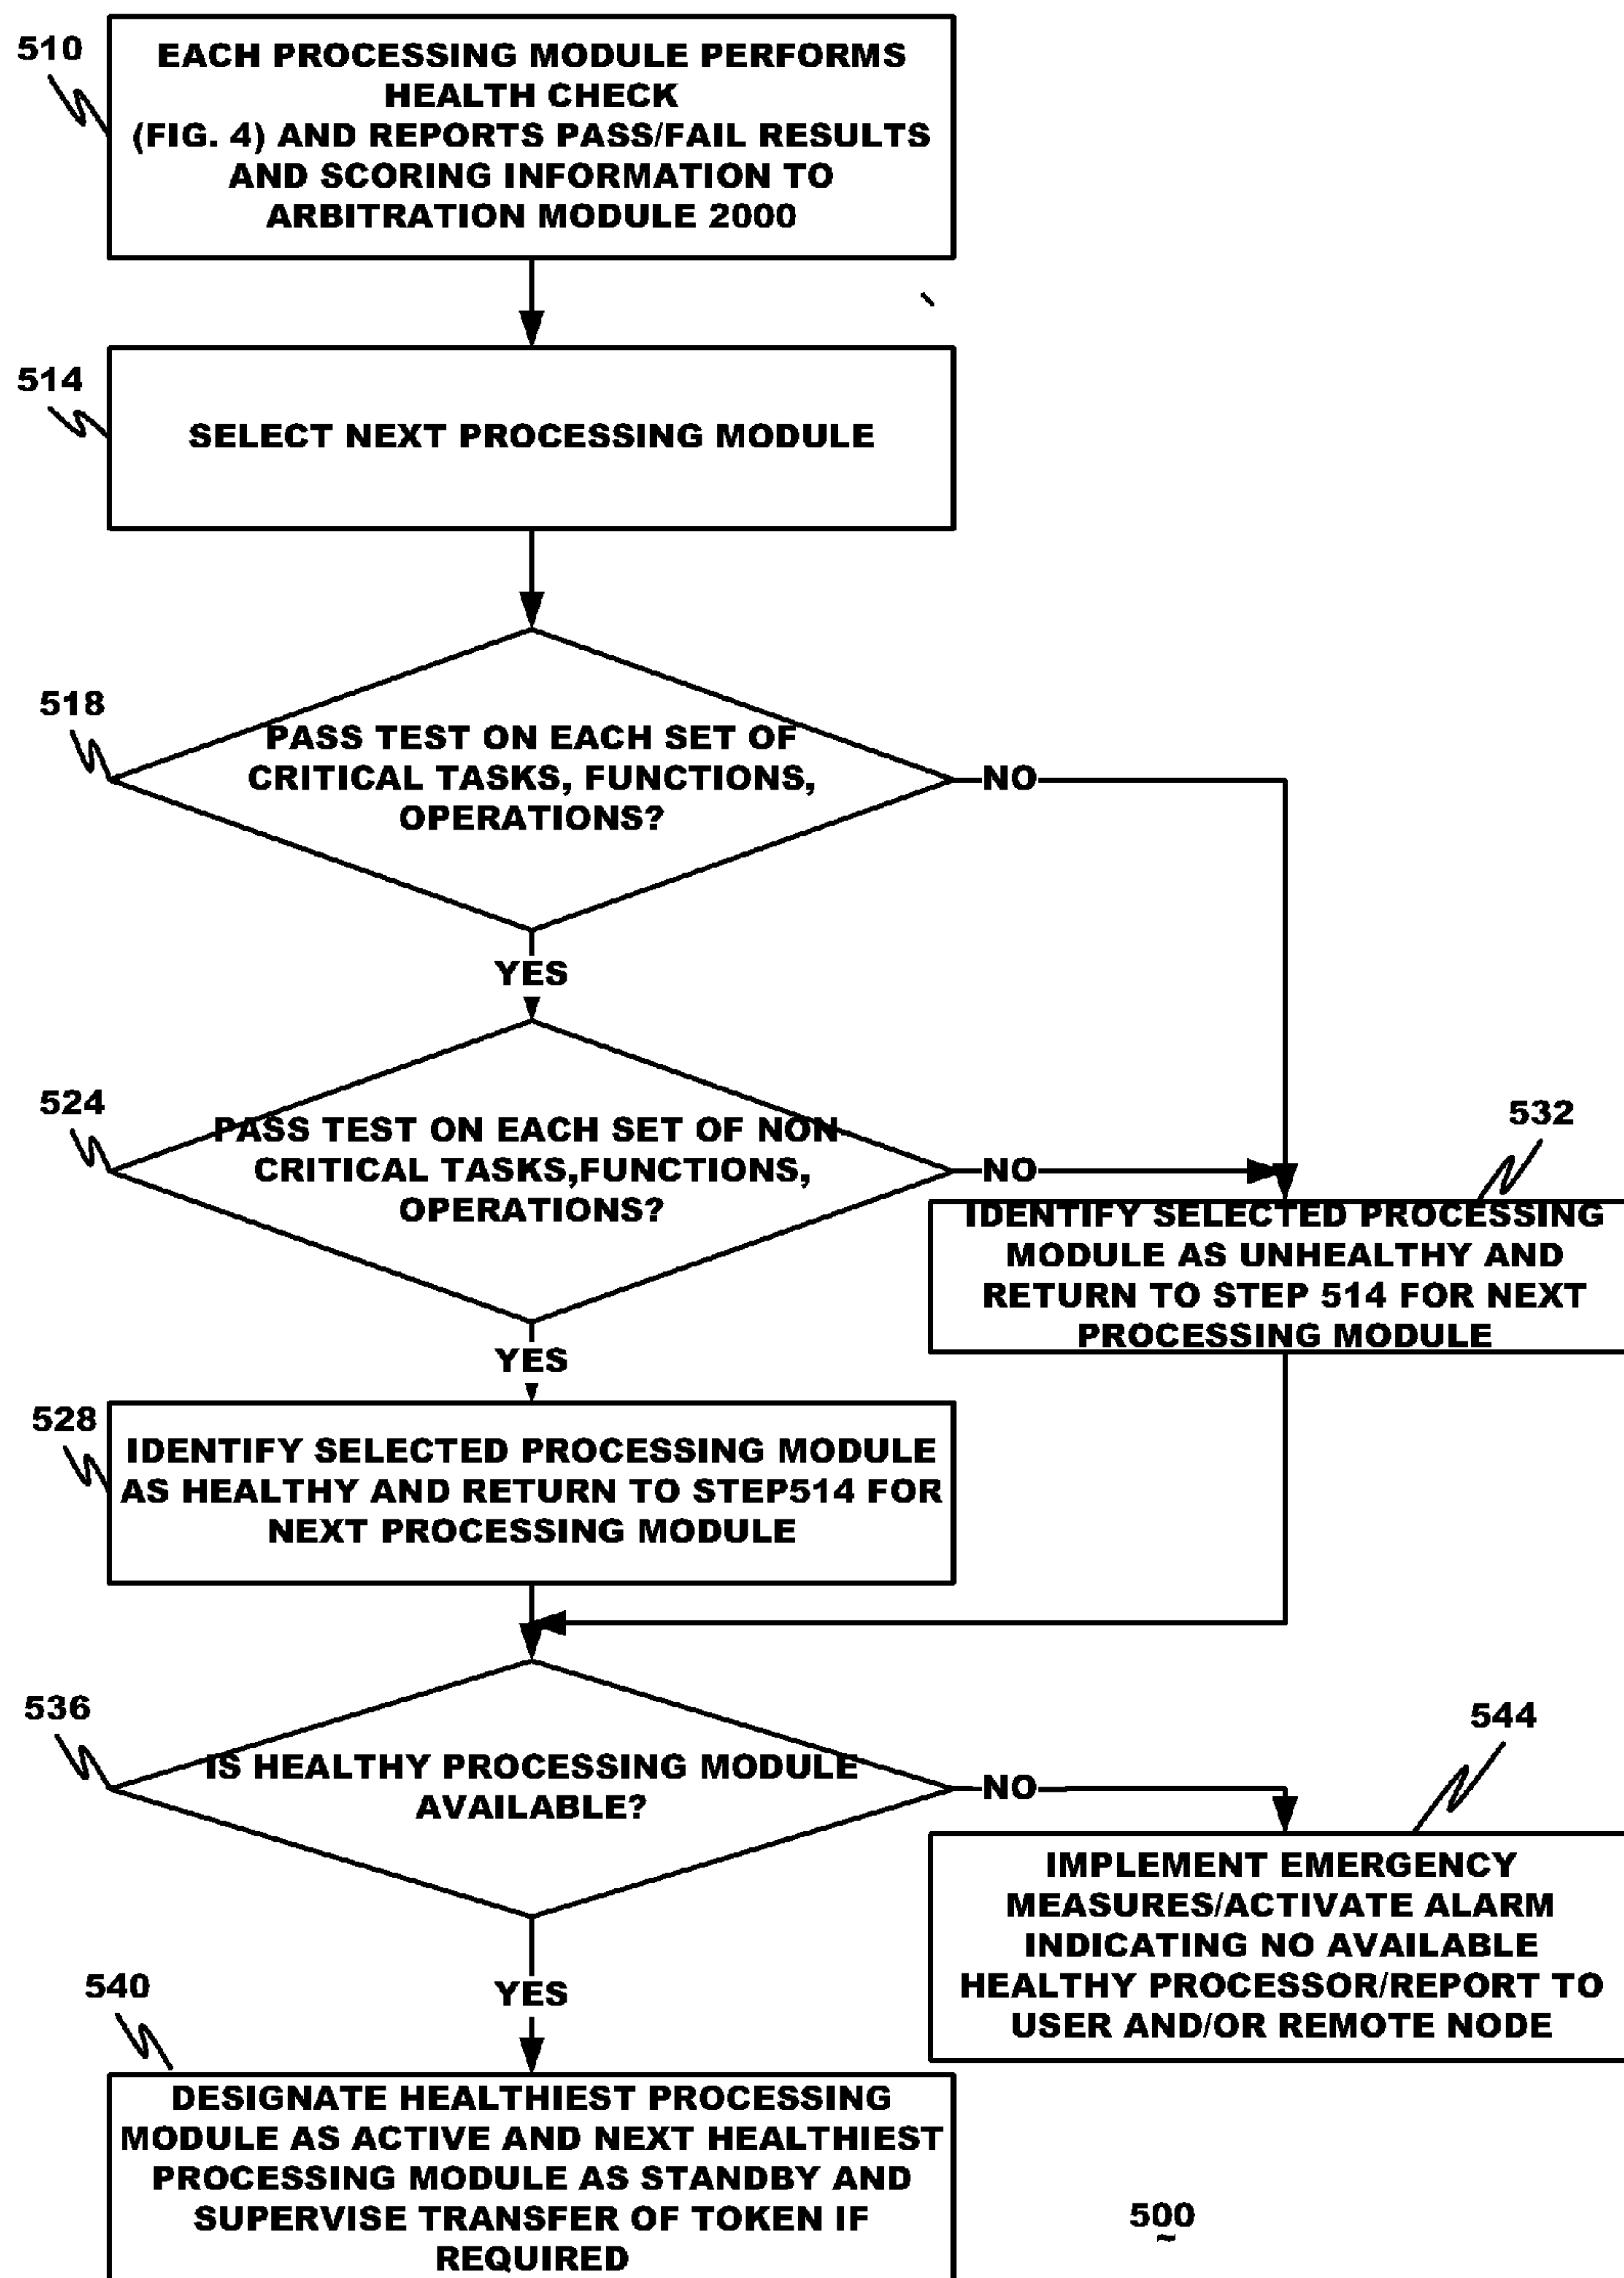 510
EACH PROCESSING MODULE PERFORMS
HEALTH CHECK
(FIG. 4) AND REPORTS PASS/FAIL RESULTS
AND SCORING INFORMATION TO
ARBITRATION MODULE 2000
514
SELECT NEXT PROCESSING MODULE
518
PASS TEST ON EACH SET OF
CRITICAL TASKS, FUNCTIONS,
OPERATIONS?
NO
YES
524
PASS TEST ON EACH SET OF NON-
CRITICAL TASKS,FUNCTIONS,
OPERATIONS?
NO
YES
532
IDENTIFY SELECTED PROCESSING
MODULE AS UNHEALTHY AND
RETURN TO STEP 514 FOR NEXT
PROCESSING MODULE
528
IDENTIFY SELECTED PROCESSING MODULE
AS HEALTHY AND RETURN TO STEP514 FOR
NEXT PROCESSING MODULE
536
IS HEALTHY PROCESSING MODULE
AVAILABLE?
NO
YES
544
IMPLEMENT EMERGENCY
MEASURES/ACTIVATE ALARM
INDICATING NO AVAILABLE
HEALTHY PROCESSOR/REPORT TO
USER AND/OR REMOTE NODE
540
DESIGNATE HEALTHIEST PROCESSING
MODULE AS ACTIVE AND NEXT HEALTHIEST
PROCESSING MODULE AS STANDBY AND
SUPERVISE TRANSFER OF TOKEN IF
REQUIRED
500